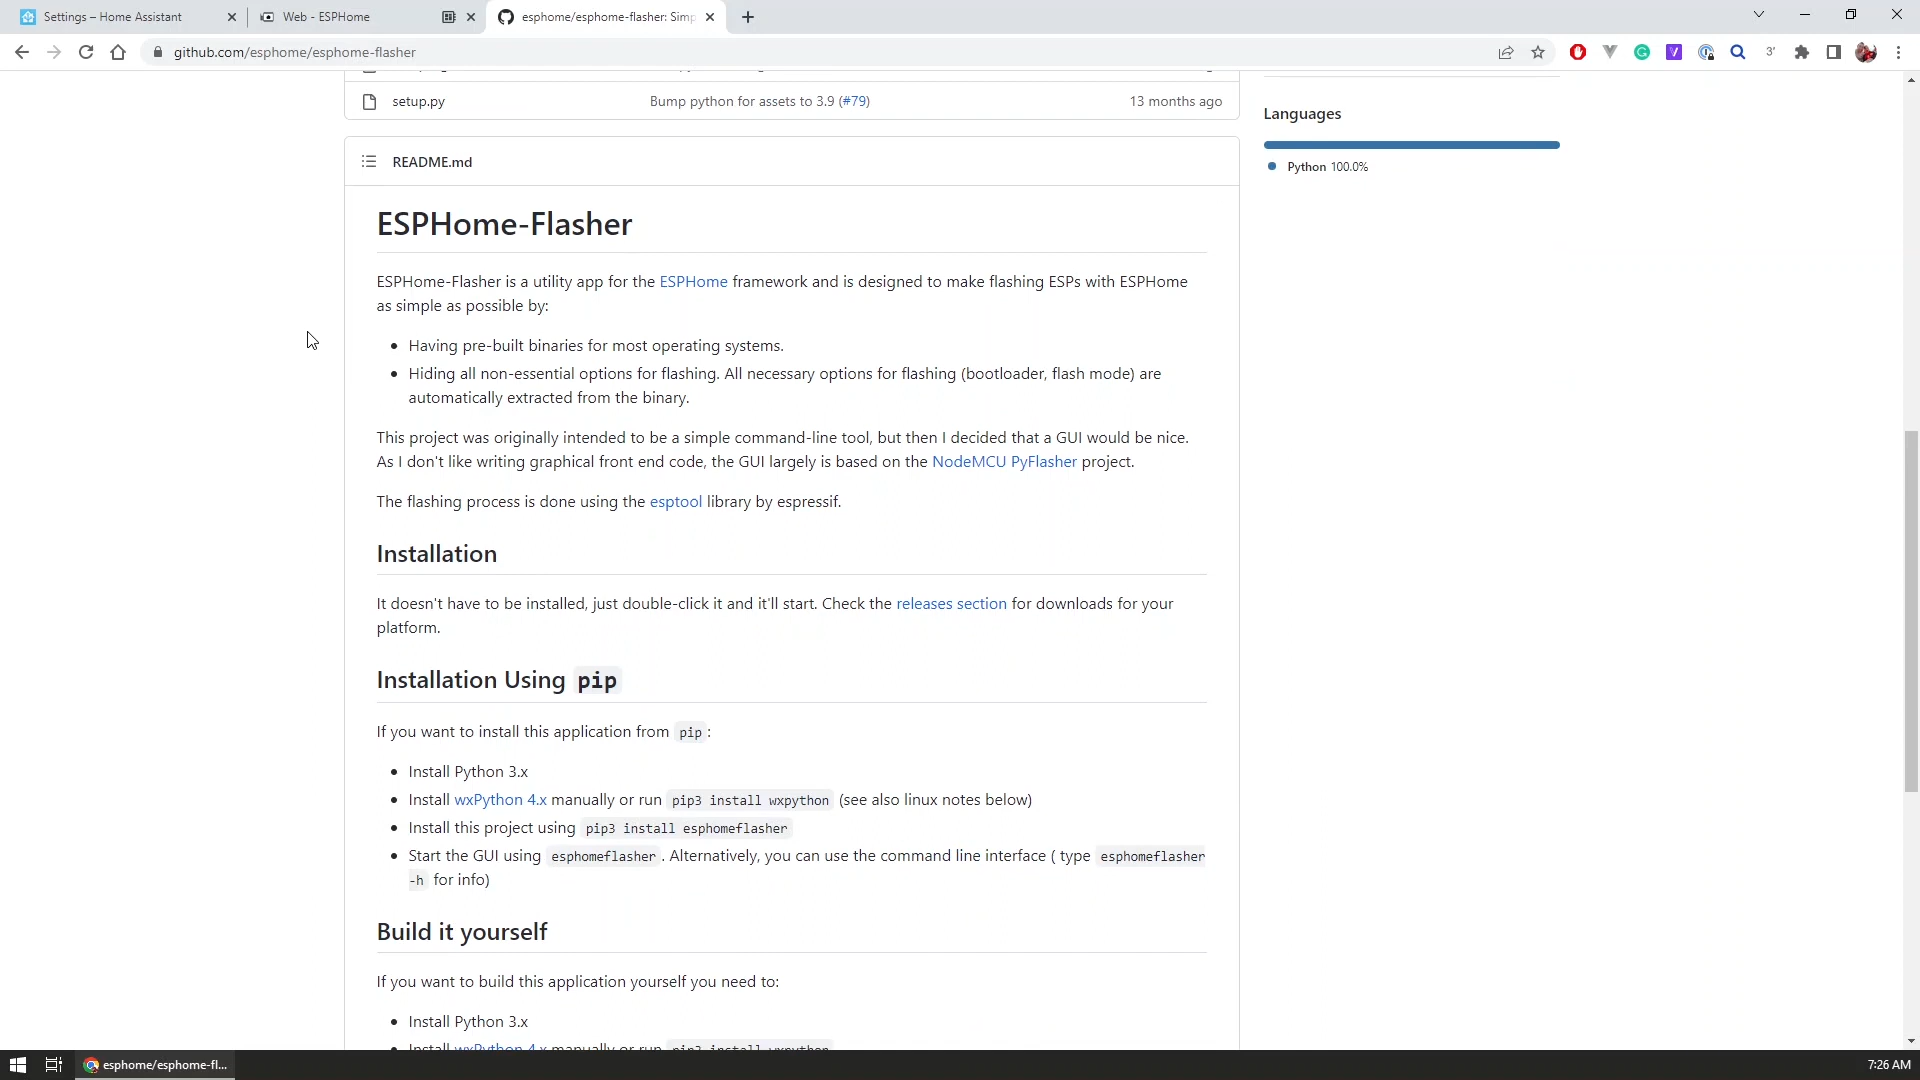 Settings – Home Assistant
Web - ESPHome
esphome/esphome-flasher: Simp
github.com/esphome/esphome-flasher
setup.py
Bump python for assets to 3.9 (#79)
13 months ago
Languages
Python 100.0%
README.md
ESPHome-Flasher
ESPHome-Flasher is a utility app for the ESPHome framework and is designed to make flashing ESPs with ESPHome
as simple as possible by:
Having pre-built binaries for most operating systems.
Hiding all non-essential options for flashing. All necessary options for flashing (bootloader, flash mode) are
automatically extracted from the binary.
This project was originally intended to be a simple command-line tool, but then I decided that a GUI would be nice.
As I don't like writing graphical front end code, the GUI largely is based on the NodeMCU PyFlasher project.
The flashing process is done using the esptool library by espressif.
Installation
It doesn't have to be installed, just double-click it and it'll start. Check the releases section for downloads for your
platform.
Installation Using pip
If you want to install this application from pip :
Install Python 3.x
Install wxPython 4.x manually or run pip3 install wxpython (see also linux notes below)
Install this project using pip3 install esphomeflasher
Start the GUI using esphomeflasher . Alternatively, you can use the command line interface ( type esphomeflasher
-h for info)
Build it yourself
If you want to build this application yourself you need to:
Install Python 3.x
Install wxPython 4.x manually or run pip3 install wxpython
esphome/esphome-fl...
7:26 AM